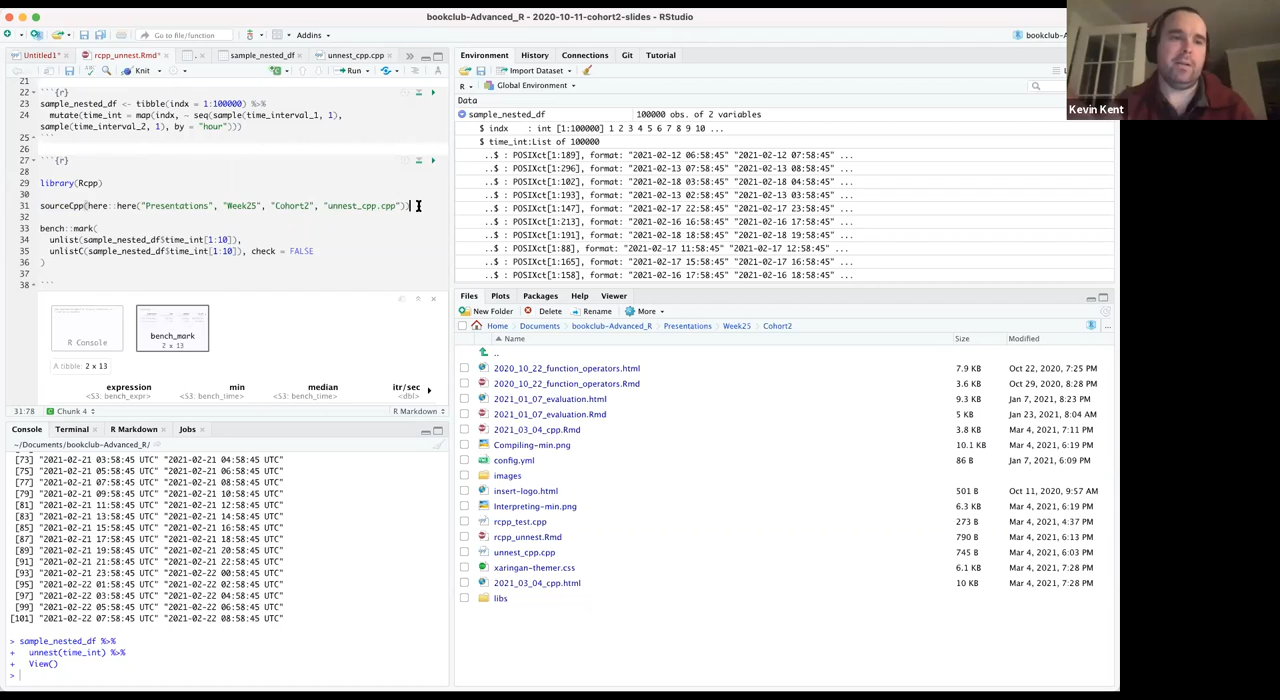 bookclub-Advanced_R - 2020-10-11-cohort2-slides - RStudio
Go to file/function
Addins
bookclub-
Untitled1*
rcpp_unnest.Rmd*
sample_nested_df
unnest_cpp.cpp
Knit
Run
21
22 ```{r}
23 sample_nested_df <- tibble(indx = 1:100000) %>%
24 mutate(time_int = map(indx, ~ seq(sample(time_interval_1, 1),
sample(time_interval_2, 1), by = "hour")))
25 ```
26
27 ```{r}
28
29 library(Rcpp)
30
31 sourceCpp(here::here("Presentations", "Week25", "Cohort2", "unnest_cpp.cpp"))
32
33 bench::mark(
34 unlist(sample_nested_df$time_int[1:10]),
35 unlistC(sample_nested_df$time_int[1:10]), check = FALSE
36 )
37
38 ```
R Console
bench_mark
2 x 13
A tibble: 2 x 13
expression min median itr/sec
<S3: bench_expr> <S3: bench_time> <S3: bench_time> <dbl>
31:78 Chunk 4 R Markdown
Console Terminal R Markdown Jobs
~/Documents/bookclub-Advanced_R/
[73] "2021-02-21 03:58:45 UTC" "2021-02-21 04:58:45 UTC"
[75] "2021-02-21 05:58:45 UTC" "2021-02-21 06:58:45 UTC"
[77] "2021-02-21 07:58:45 UTC" "2021-02-21 08:58:45 UTC"
[79] "2021-02-21 09:58:45 UTC" "2021-02-21 10:58:45 UTC"
[81] "2021-02-21 11:58:45 UTC" "2021-02-21 12:58:45 UTC"
[83] "2021-02-21 13:58:45 UTC" "2021-02-21 14:58:45 UTC"
[85] "2021-02-21 15:58:45 UTC" "2021-02-21 16:58:45 UTC"
[87] "2021-02-21 17:58:45 UTC" "2021-02-21 18:58:45 UTC"
[89] "2021-02-21 19:58:45 UTC" "2021-02-21 20:58:45 UTC"
[91] "2021-02-21 21:58:45 UTC" "2021-02-21 22:58:45 UTC"
[93] "2021-02-21 23:58:45 UTC" "2021-02-22 00:58:45 UTC"
[95] "2021-02-22 01:58:45 UTC" "2021-02-22 02:58:45 UTC"
[97] "2021-02-22 03:58:45 UTC" "2021-02-22 04:58:45 UTC"
[99] "2021-02-22 05:58:45 UTC" "2021-02-22 06:58:45 UTC"
[101] "2021-02-22 07:58:45 UTC" "2021-02-22 08:58:45 UTC"
> sample_nested_df %>%
+ unnest(time_int) %>%
+ View()
>
Environment History Connections Git Tutorial
Import Dataset
R Global Environment
Data
sample_nested_df 100000 obs. of 2 variables
$ indx : int [1:100000] 1 2 3 4 5 6 7 8 9 10 ...
$ time_int:List of 100000
..$ : POSIXct[1:189], format: "2021-02-12 06:58:45" "2021-02-12 07:58:45" ...
..$ : POSIXct[1:296], format: "2021-02-13 07:58:45" "2021-02-13 08:58:45" ...
..$ : POSIXct[1:102], format: "2021-02-18 03:58:45" "2021-02-18 04:58:45" ...
..$ : POSIXct[1:193], format: "2021-02-13 02:58:45" "2021-02-13 03:58:45" ...
..$ : POSIXct[1:147], format: "2021-02-17 22:58:45" "2021-02-17 23:58:45" ...
..$ : POSIXct[1:213], format: "2021-02-16 16:58:45" "2021-02-16 17:58:45" ...
..$ : POSIXct[1:191], format: "2021-02-18 18:58:45" "2021-02-18 19:58:45" ...
..$ : POSIXct[1:88], format: "2021-02-17 11:58:45" "2021-02-17 12:58:45" ...
..$ : POSIXct[1:165], format: "2021-02-17 15:58:45" "2021-02-17 16:58:45" ...
..$ : POSIXct[1:158], format: "2021-02-16 17:58:45" "2021-02-16 18:58:45" ...
Files Plots Packages Help Viewer
New Folder Delete Rename More
Home Documents bookclub-Advanced_R Presentations Week25 Cohort2
Name Size Modified
..
2020_10_22_function_operators.html 7.9 KB Oct 22, 2020, 7:25 PM
2020_10_22_function_operators.Rmd 3.6 KB Oct 29, 2020, 8:28 PM
2021_01_07_evaluation.html 9.3 KB Jan 7, 2021, 8:23 PM
2021_01_07_evaluation.Rmd 5 KB Jan 23, 2021, 8:04 AM
2021_03_04_cpp.Rmd 3.8 KB Mar 4, 2021, 7:11 PM
Compiling-min.png 10.1 KB Mar 4, 2021, 6:19 PM
config.yml 86 B Jan 7, 2021, 6:09 PM
images
insert-logo.html 501 B Oct 11, 2020, 9:57 AM
Interpreting-min.png 6.3 KB Mar 4, 2021, 6:19 PM
rcpp_test.cpp 273 B Mar 4, 2021, 4:37 PM
rcpp_unnest.Rmd 790 B Mar 4, 2021, 6:13 PM
unnest_cpp.cpp 745 B Mar 4, 2021, 6:03 PM
xaringan-themer.css 6.1 KB Mar 4, 2021, 7:28 PM
2021_03_04_cpp.html 10 KB Mar 4, 2021, 7:28 PM
libs
Kevin Kent